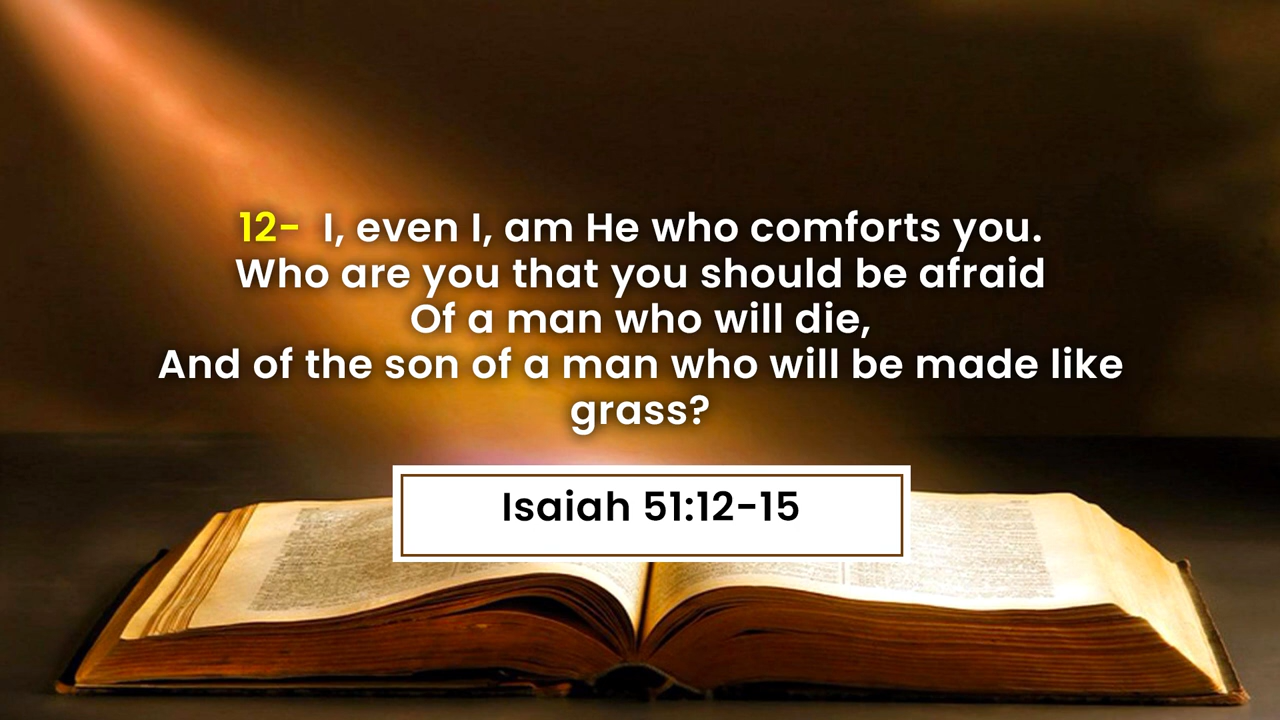 12- I, even I, am He who comforts you.
Who are you that you should be afraid
Of a man who will die,
And of the son of a man who will be made like
grass?
Isaiah 51:12-15